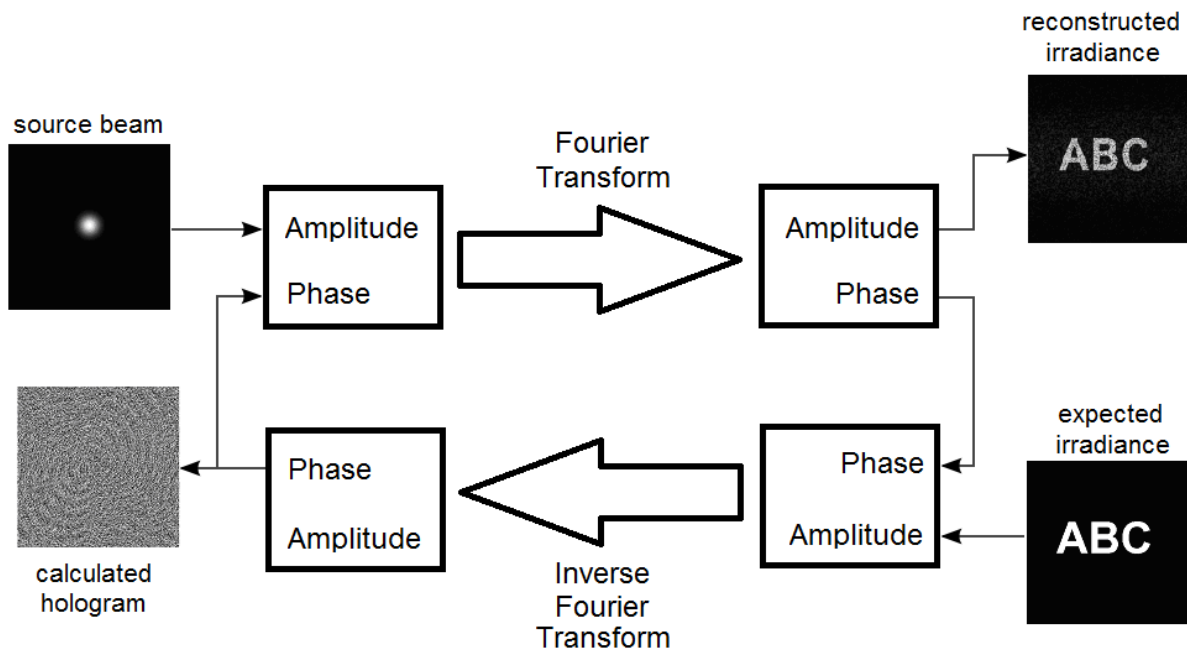 reconstructed
irradiance
source beam
ABC
Fourier
Transform
Amplitude
Phase
Amplitude
Phase
expected
irradiance
Phase
Amplitude
Phase
Amplitude
ABC
calculated
hologram
Inverse
Fourier
Transform